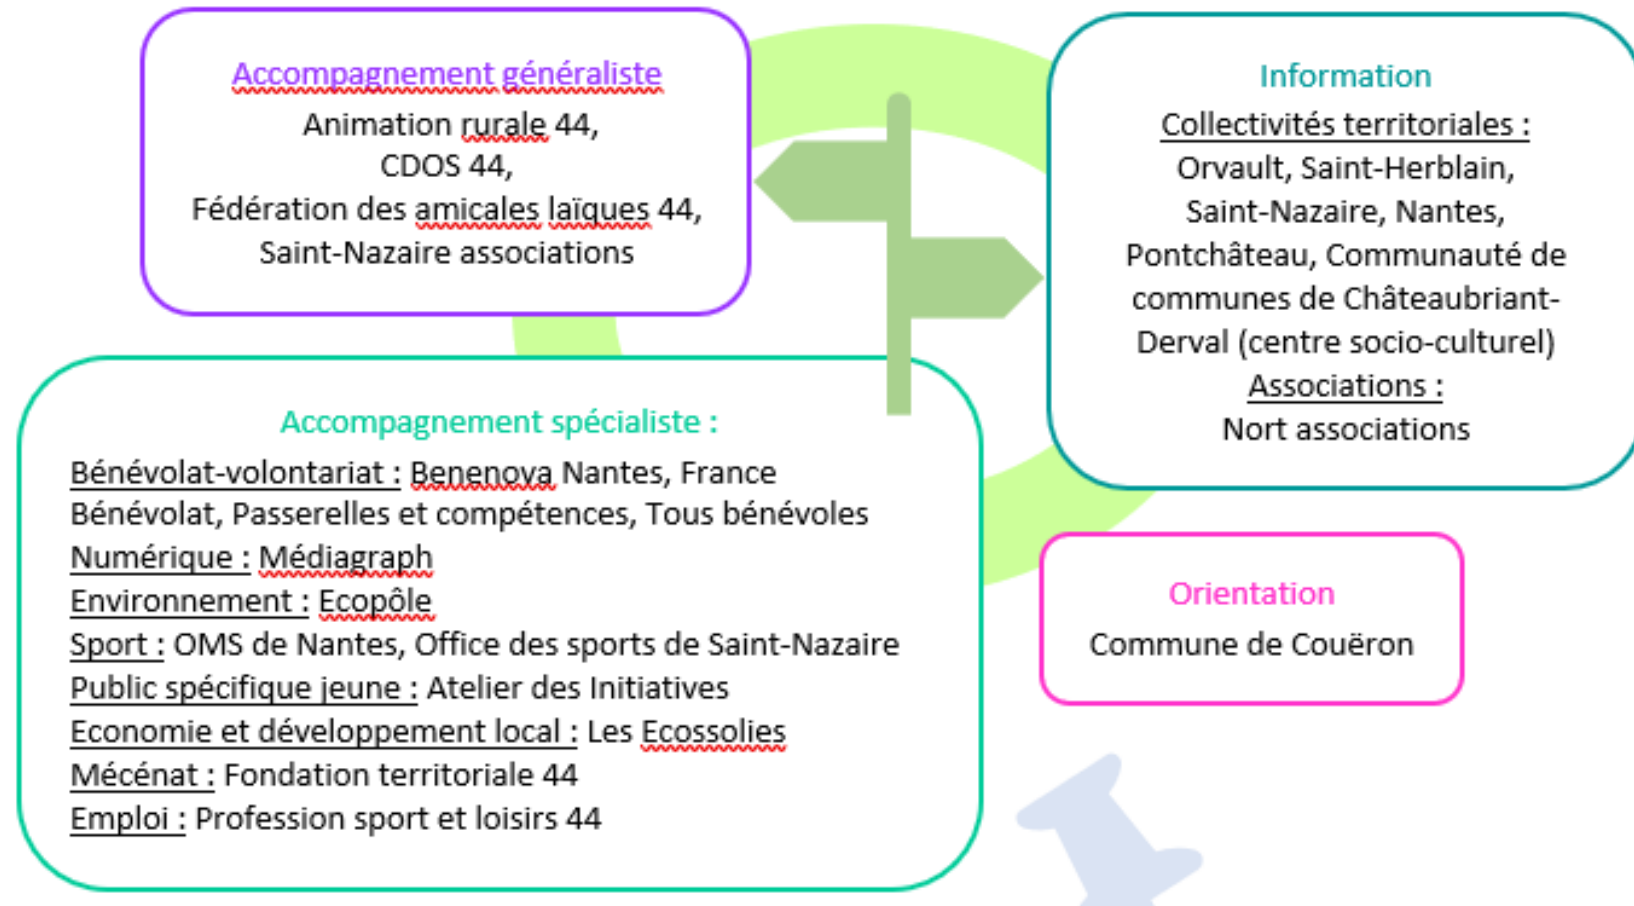 Accompagnement généraliste
Animation rurale 44,
CDOS 44,
Fédération des amicales laïques 44,
Saint-Nazaire associations
Information
Collectivités territoriales :
Orvault, Saint-Herblain,
Saint-Nazaire, Nantes,
Pontchâteau, Communauté de
communes de Châteaubriant-
Derval (centre socio-culturel)
Associations :
Nort associations
Accompagnement spécialiste :
Bénévolat-volontariat : Benenova Nantes, France
Bénévolat, Passerelles et compétences, Tous bénévoles
Numérique : Médiagraph
Environnement : Ecopôle
Sport : OMS de Nantes, Office des sports de Saint-Nazaire
Public spécifique jeune : Atelier des Initiatives
Economie et développement local : Les Ecossolies
Mécénat : Fondation territoriale 44
Emploi : Profession sport et loisirs 44
Orientation
Commune de Couëron